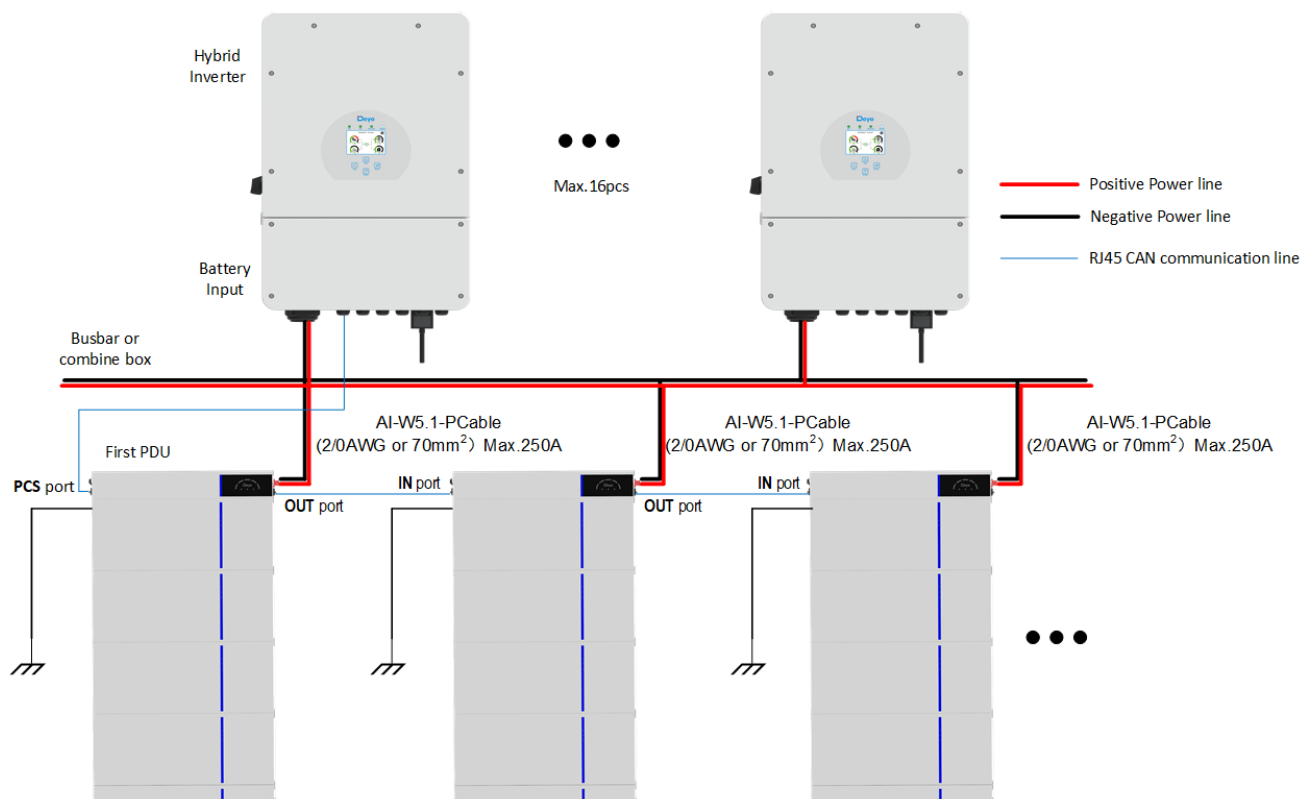 Hybrid
Inverter
Deye
Deye
Max.16pcs
Positive Power line
Negative Power line
RJ45 CAN communication line
Battery
Input
Busbar or
combine box
AI-W5.1-PCable
(2/0AWG or 70mm²) Max.250A
AI-W5.1-PCable
(2/0AWG or 70mm²) Max.250A
AI-W5.1-PCable
(2/0AWG or 70mm²) Max.250A
First PDU
PCS port
OUT port
IN port
OUT port
IN port